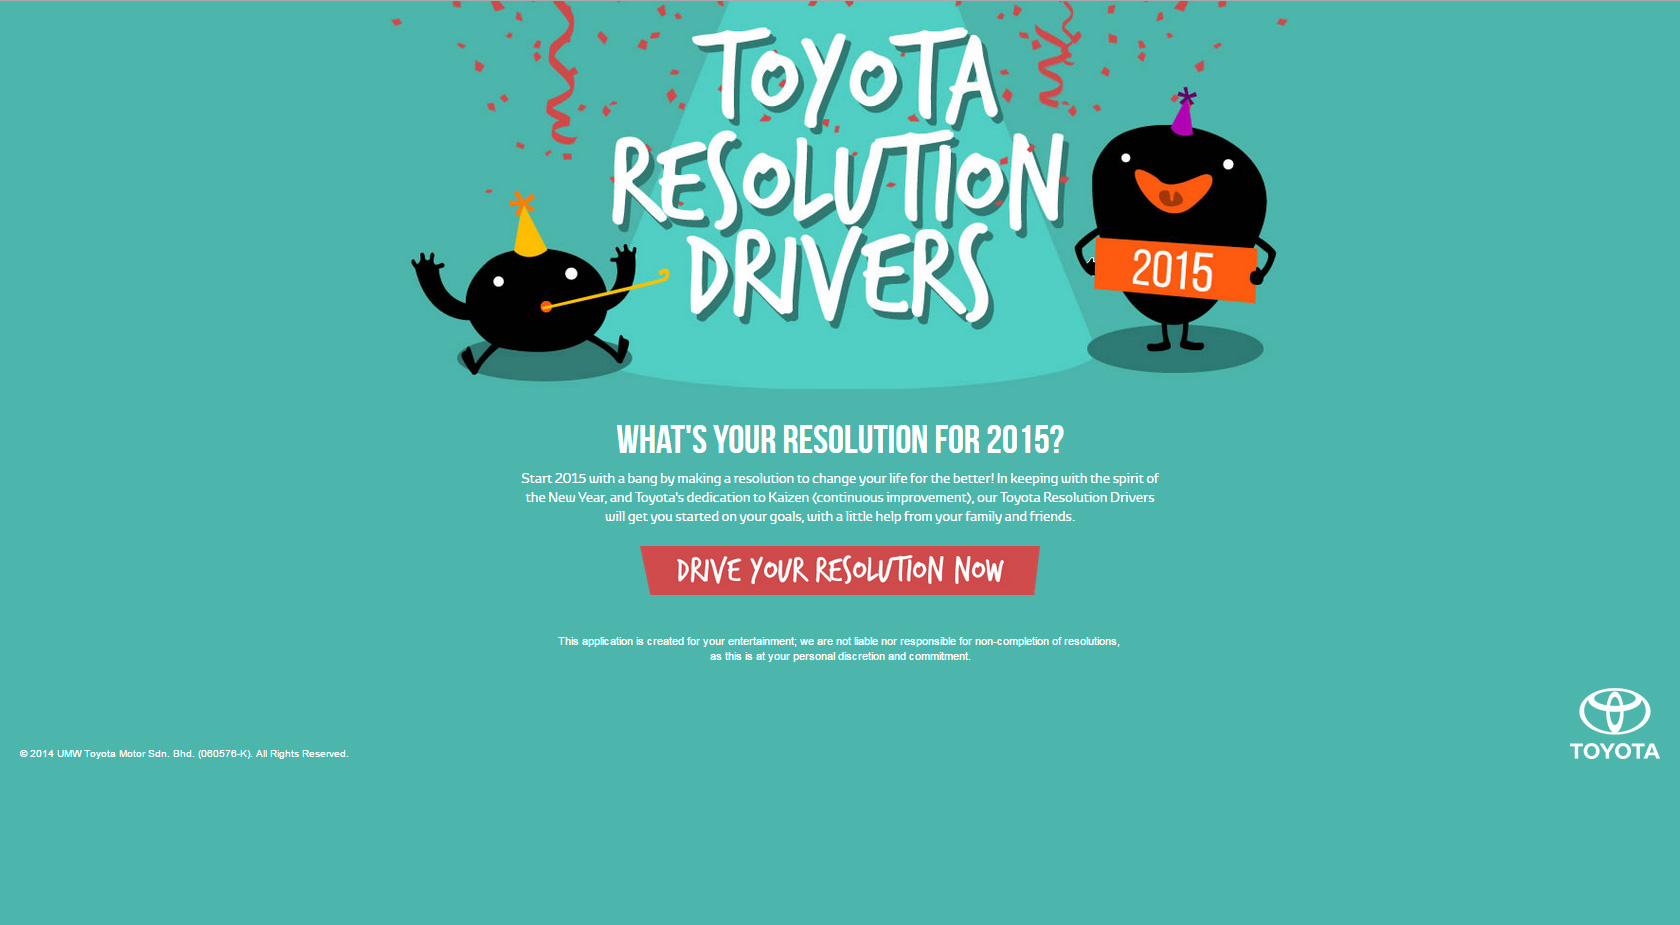 TOYOTA
RESOLUTION
DRIVERS
2015
WHAT'S YOUR RESOLUTION FOR 2015?
Start 2015 with a bang by making a resolution to change your life for the better! In keeping with the spirit of
the New Year, and Toyota's dedication to Kaizen (continuous improvement), our Toyota Resolution Drivers
will get you started on your goals, with a little help from your family and friends.
DRIVE YOUR RESOLUTION NOW
This application is created for your entertainment; we are not liable nor responsible for non-completion of resolutions,
as this is at your personal discretion and commitment.
© 2014 UMW Toyota Motor Sdn. Bhd. (060576-K). All Rights Reserved.
TOYOTA